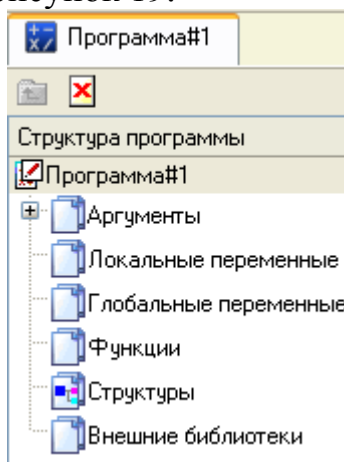 Программа#1
Структура программы
Программа#1
Аргументы
Локальные переменные
Глобальные переменные
Функции
Структуры
Внешние библиотеки